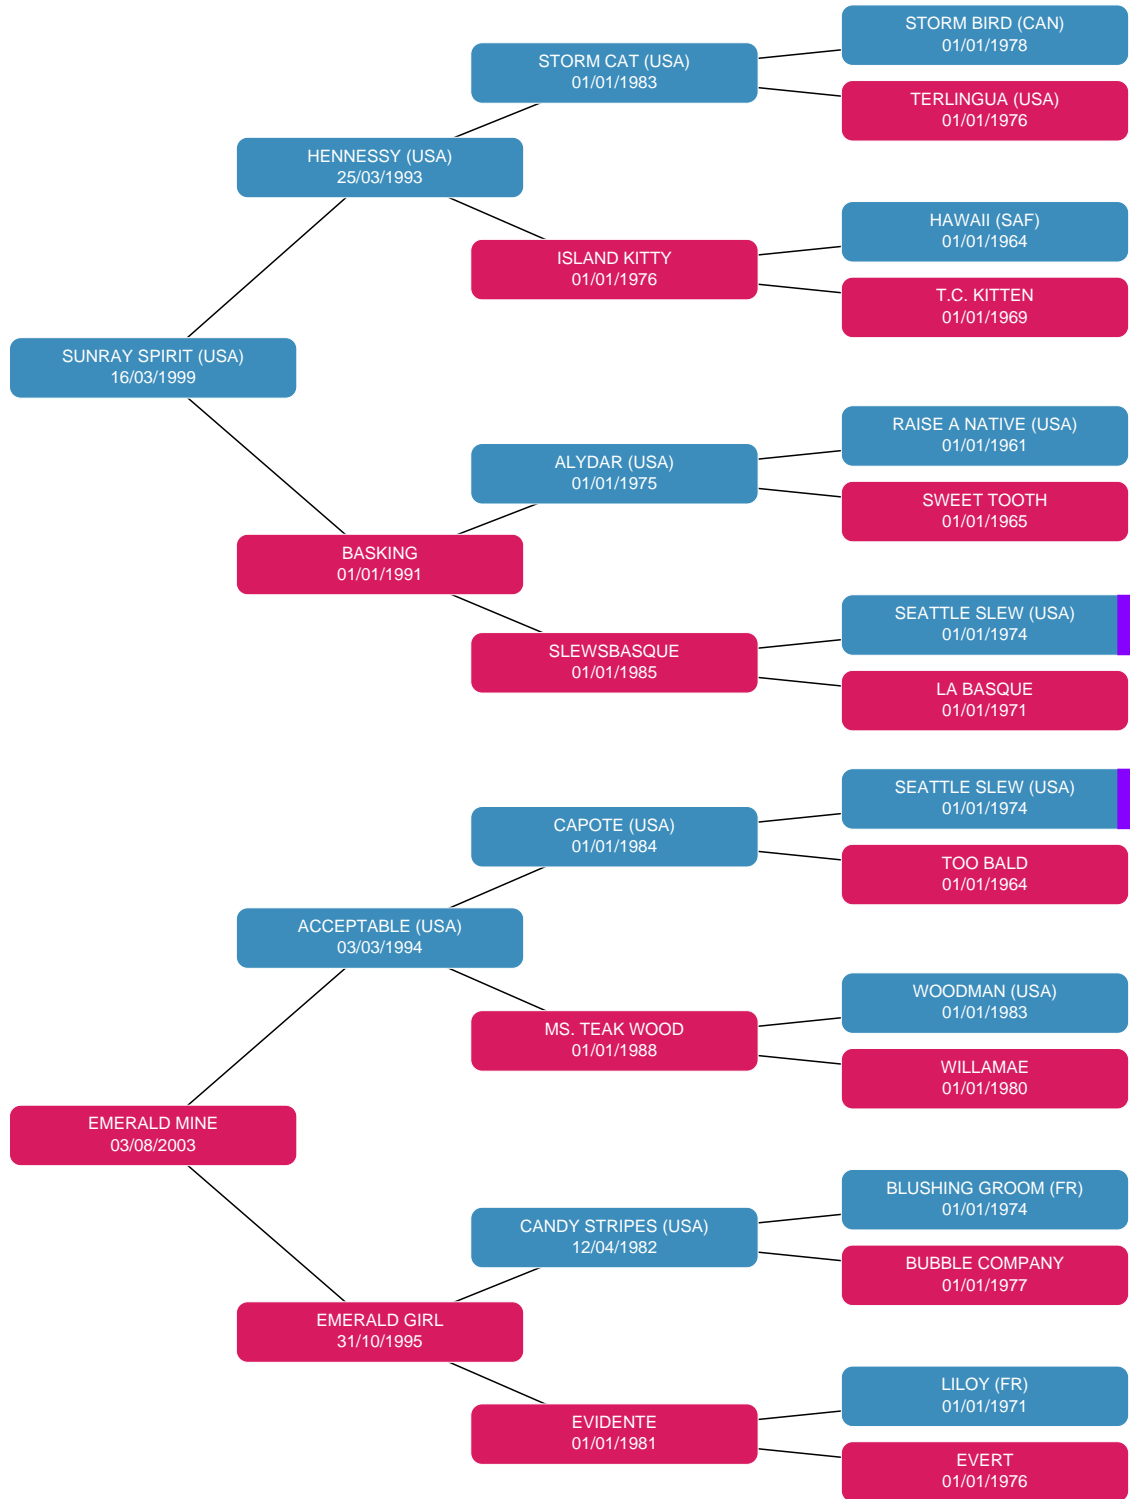 STORM BIRD (CAN)
01/01/1978
STORM CAT (USA)
01/01/1983
TERLINGUA (USA)
01/01/1976
HENNESSY (USA)
25/03/1993
HAWAII (SAF)
01/01/1964
ISLAND KITTY
01/01/1976
T.C. KITTEN
01/01/1969
SUNRAY SPIRIT (USA)
16/03/1999
RAISE A NATIVE (USA)
01/01/1961
ALYDAR (USA)
01/01/1975
SWEET TOOTH
01/01/1965
BASKING
01/01/1991
SEATTLE SLEW (USA)
01/01/1974
SLEWSBASQUE
01/01/1985
LA BASQUE
01/01/1971
SEATTLE SLEW (USA)
01/01/1974
CAPOTE (USA)
01/01/1984
TOO BALD
01/01/1964
ACCEPTABLE (USA)
03/03/1994
WOODMAN (USA)
01/01/1983
MS. TEAK WOOD
01/01/1988
WILLAMAE
01/01/1980
EMERALD MINE
03/08/2003
BLUSHING GROOM (FR)
01/01/1974
CANDY STRIPES (USA)
12/04/1982
BUBBLE COMPANY
01/01/1977
EMERALD GIRL
31/10/1995
LILOY (FR)
01/01/1971
EVIDENTE
01/01/1981
EVERT
01/01/1976